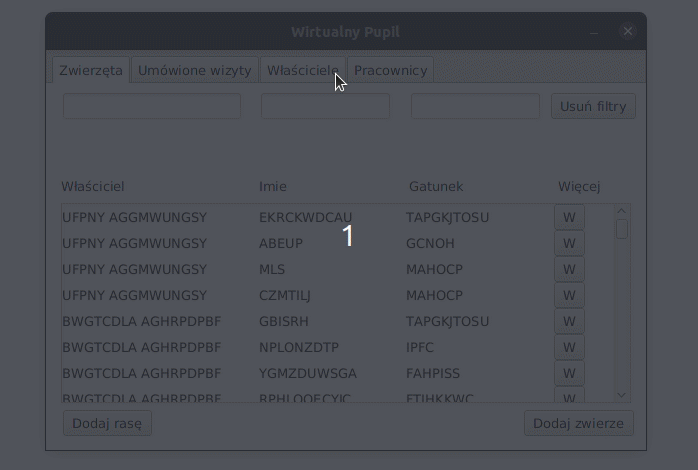 Wirtualny Pupil
Zwierzęta Umówione wizyty Właściciele Pracownicy
Usuń filtry
Właściciel Imie Gatunek Więcej
UFPNY AGGMWUNGSY EKRCKWDCAU TAPGKJTOSU W
1
UFPNY AGGMWUNGSY ABEUP GCNOH W
UFPNY AGGMWUNGSY MLS MAHOCP W
UFPNY AGGMWUNGSY CZMTILJ MAHOCP W
BWGTCDLA AGHRPDPBF GBISRH TAPGKJTOSU W
BWGTCDLA AGHRPDPBF NPLONZDTP IPFC W
BWGTCDLA AGHRPDPBF YGMZDUWSGA FAHPISS W
BWGTCDLA AGHRPDPBF W
Dodaj rasę Dodaj zwierze